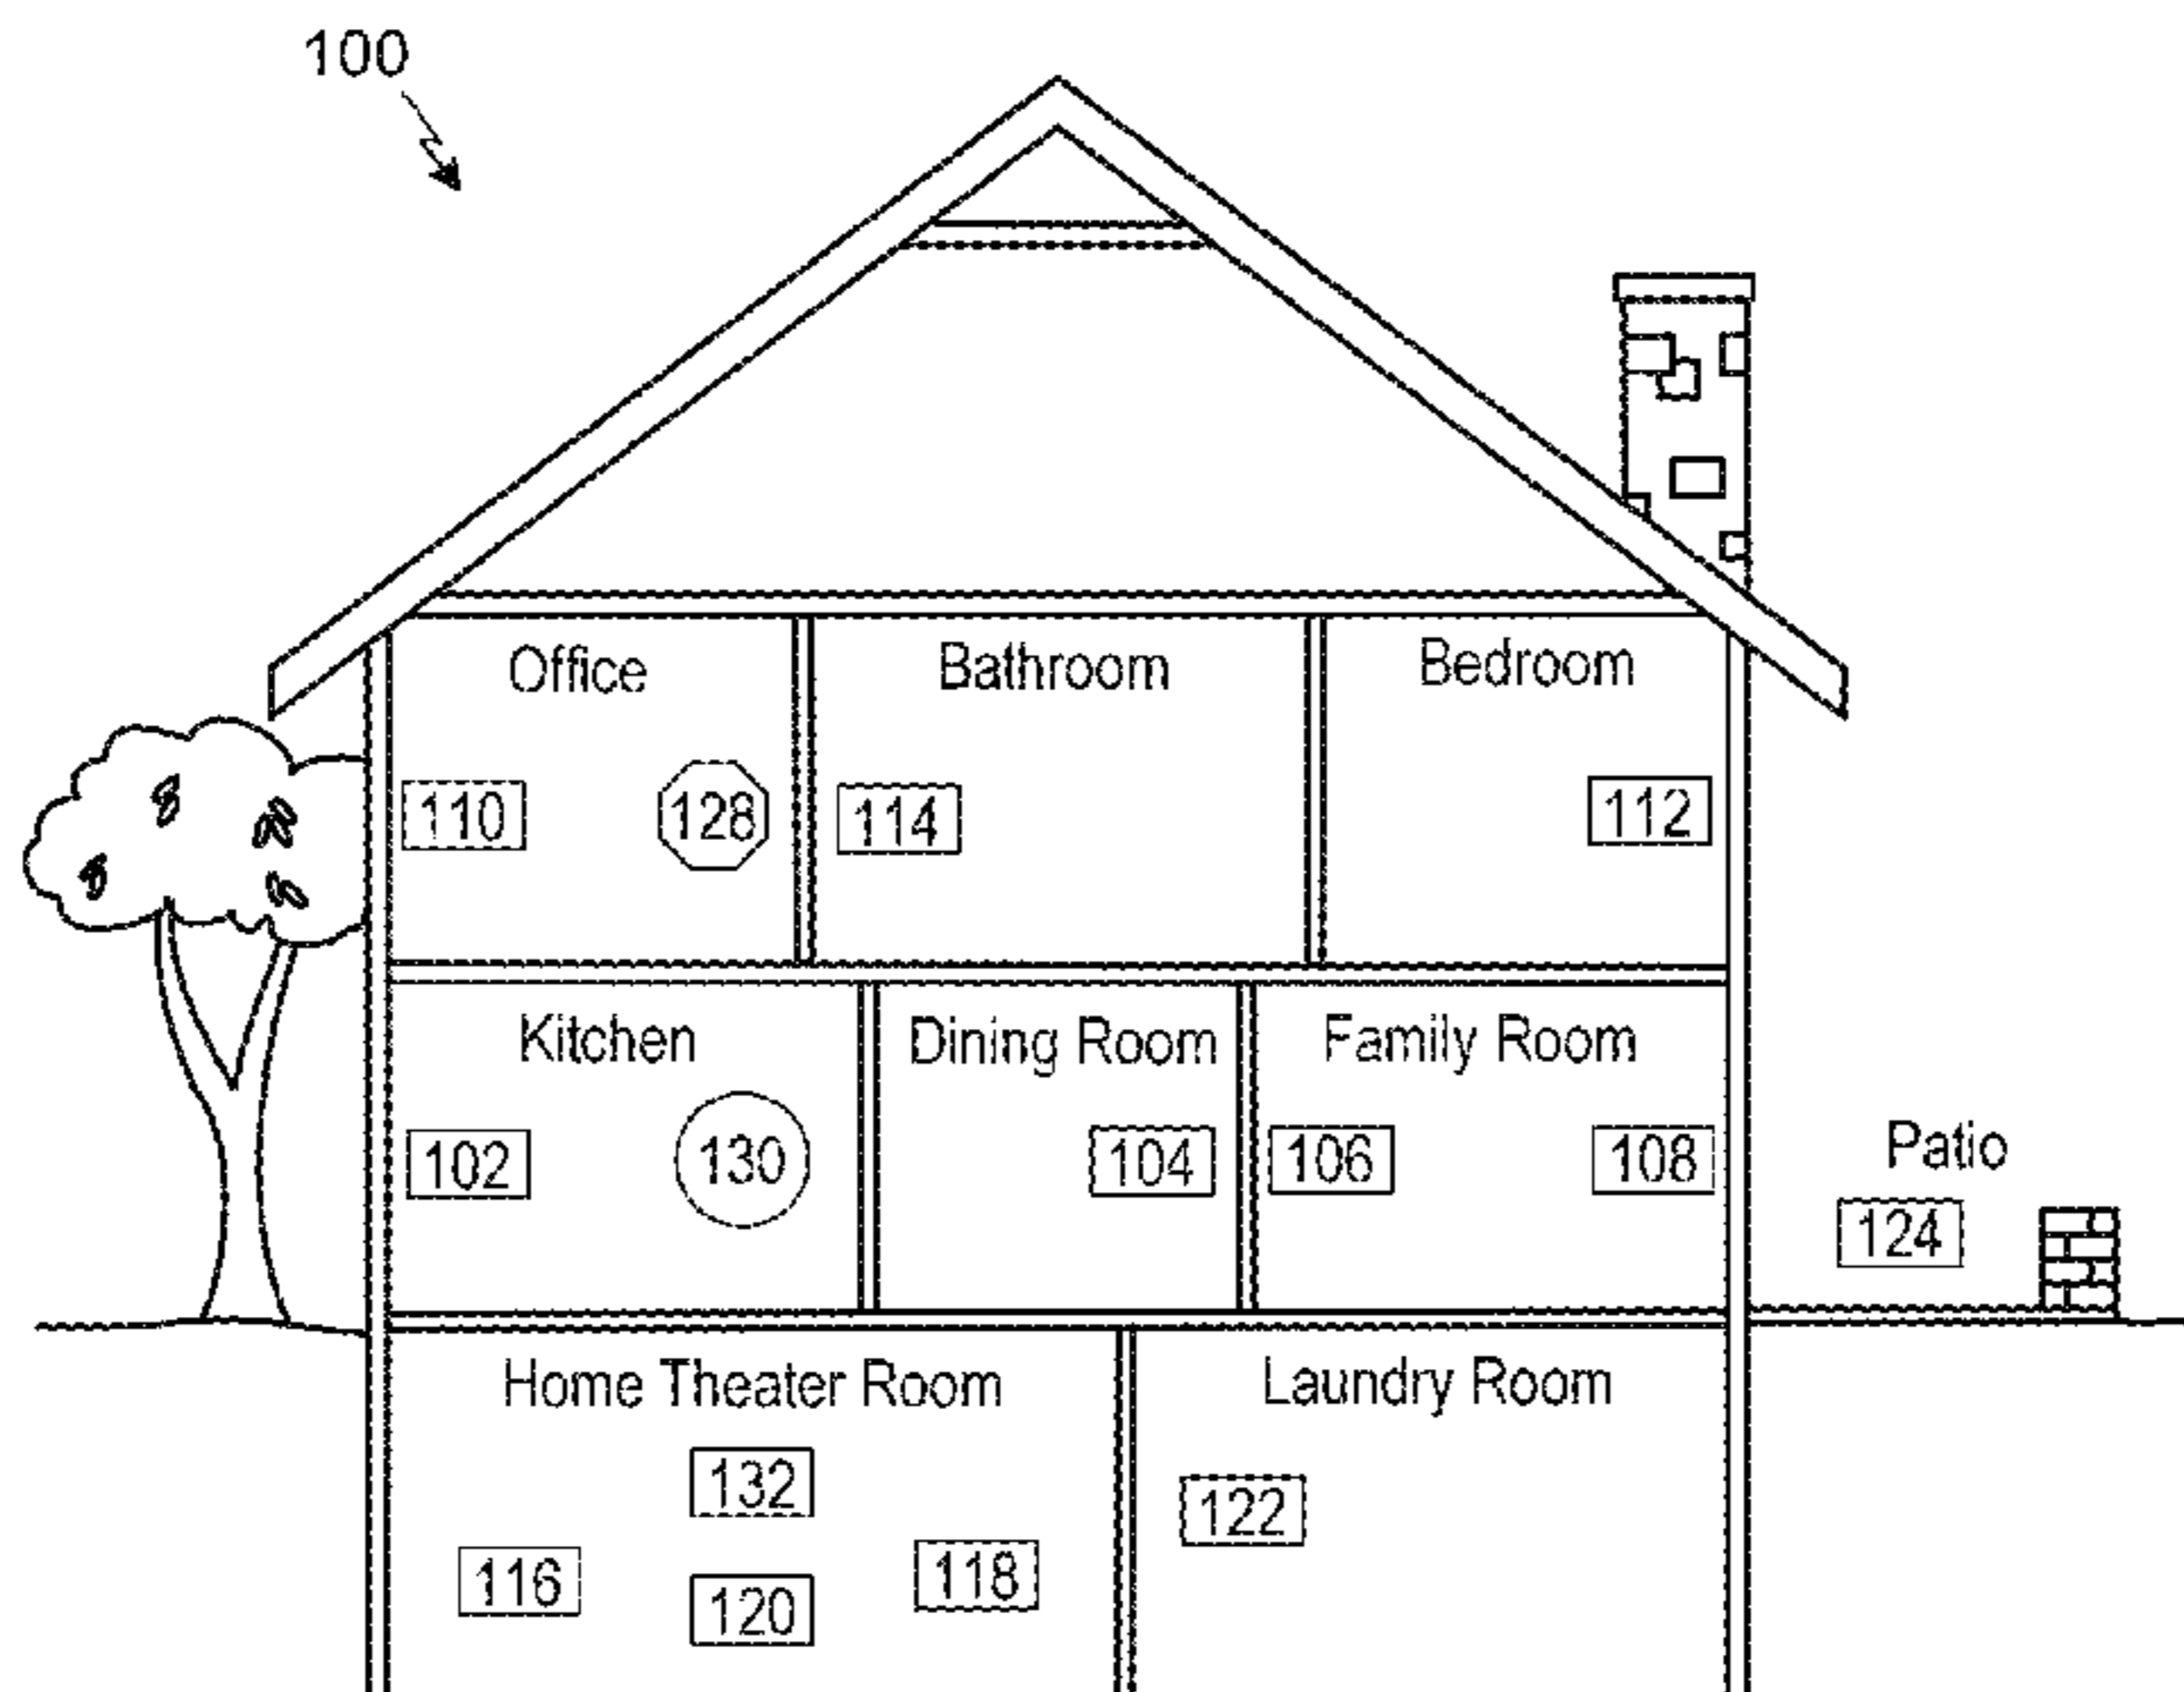 100
Office
Bathroom
Bedroom
110
128
114
112
Kitchen
Dining Room
Family Room
102
130
104
106
108
Patio
124
Home Theater Room
Laundry Room
132
122
116
118
120